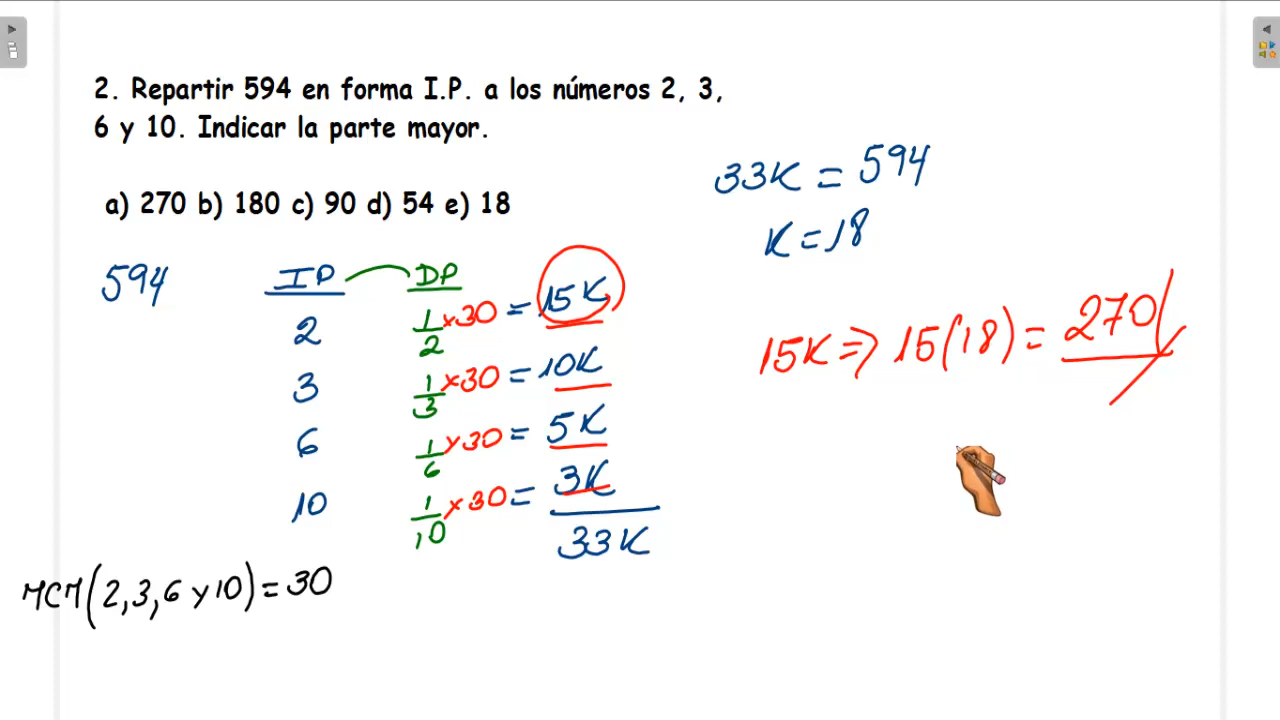 2. Repartir 594 en forma I.P. a los números 2, 3,
6 y 10. Indicar la parte mayor.
a) 270 b) 180 c) 90 d) 54 e) 18
33K = 594
K = 18
594
IP DP
2 1/2 x30 = 15K
3 1/3 x30 = 10K
6 1/6 x30 = 5K
10 1/10 x30 = 3K
33K
15K => 15(18) = 270
MCM(2,3,6 y 10) = 30